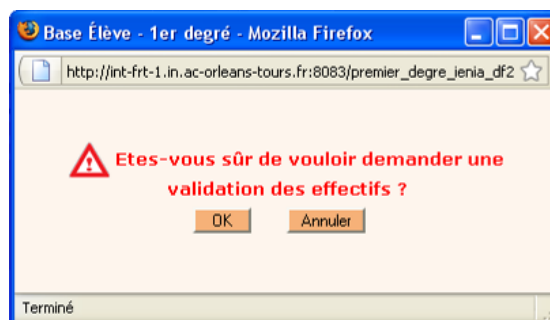 Base Élève - 1er degré - Mozilla Firefox
http://int-frt-1.in.ac-orleans-tours.fr:8083/premier_degre_ienia_df2
Etes-vous sûr de vouloir demander une
validation des effectifs ?
OK Annuler
Terminé